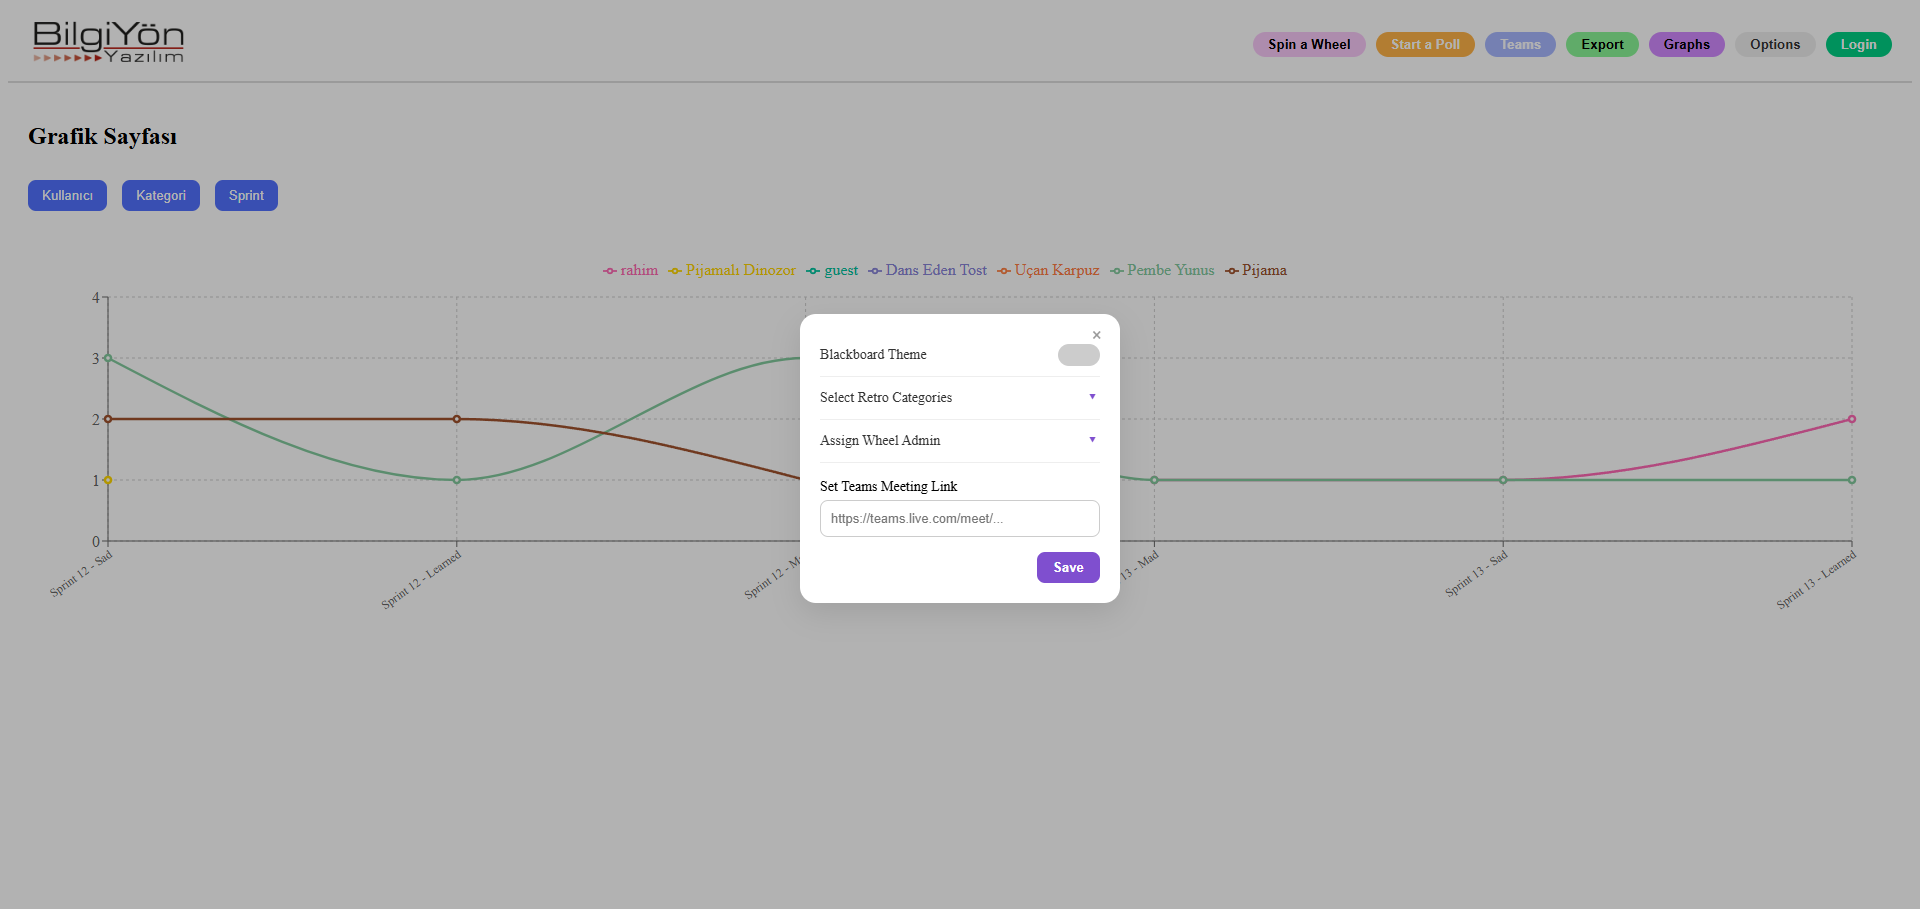 BilgiYön
Yazılım
Spin a Wheel
Start a Poll
Teams
Export
Graphs
Options
Login
Grafik Sayfası
Kullanıcı
Kategori
Sprint
rahim
Pijamalı Dinozor
guest
Dans Eden Tost
Uçan Karpuz
Pembe Yunus
Pijama
4
3
2
1
0
Sprint 12 - Sad
Sprint 12 - Learned
Sprint 12 -
13 - Mad
Sprint 13 - Sad
Sprint 13 - Learned
×
Blackboard Theme
Select Retro Categories
Assign Wheel Admin
Set Teams Meeting Link
https://teams.live.com/meet/...
Save